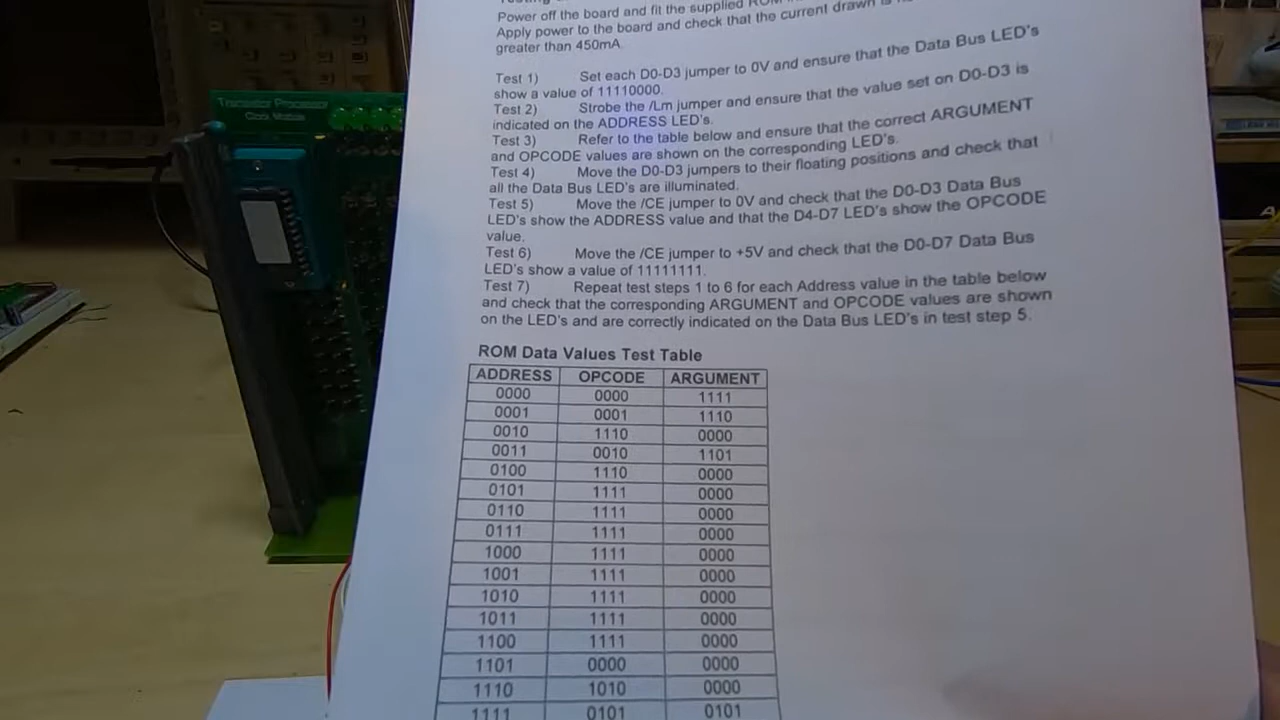 Power off the board and fit the supplied ROM
Apply power to the board and check that the current drawn is
greater than 450mA
Test 1) Set each D0-D3 jumper to 0V and ensure that the Data Bus LED's
show a value of 11110000.
Test 2) Strobe the /Lm jumper and ensure that the value set on D0-D3 is
indicated on the ADDRESS LED's.
Test 3) Refer to the table below and ensure that the correct ARGUMENT
and OPCODE values are shown on the corresponding LED's.
Test 4) Move the D0-D3 jumpers to their floating positions and check that
all the Data Bus LED's are illuminated.
Test 5) Move the /CE jumper to 0V and check that the D0-D3 Data Bus
LED's show the ADDRESS value and that the D4-D7 LED's show the OPCODE
value.
Test 6) Move the /CE jumper to +5V and check that the D0-D7 Data Bus
LED's show a value of 11111111.
Test 7) Repeat test steps 1 to 6 for each Address value in the table below
and check that the corresponding ARGUMENT and OPCODE values are shown
on the LED's and are correctly indicated on the Data Bus LED's in test step 5.
ROM Data Values Test Table
ADDRESS OPCODE ARGUMENT
0000 0000 1111
0001 0001 1110
0010 1110 0000
0011 0010 1101
0100 1110 0000
0101 1111 0000
0110 1111 0000
0111 1111 0000
1000 1111 0000
1001 1111 0000
1010 1111 0000
1011 1111 0000
1100 1111 0000
1101 0000 0000
1110 1010 0000
1111 0101 0101
Transistor Processor
Clock Module